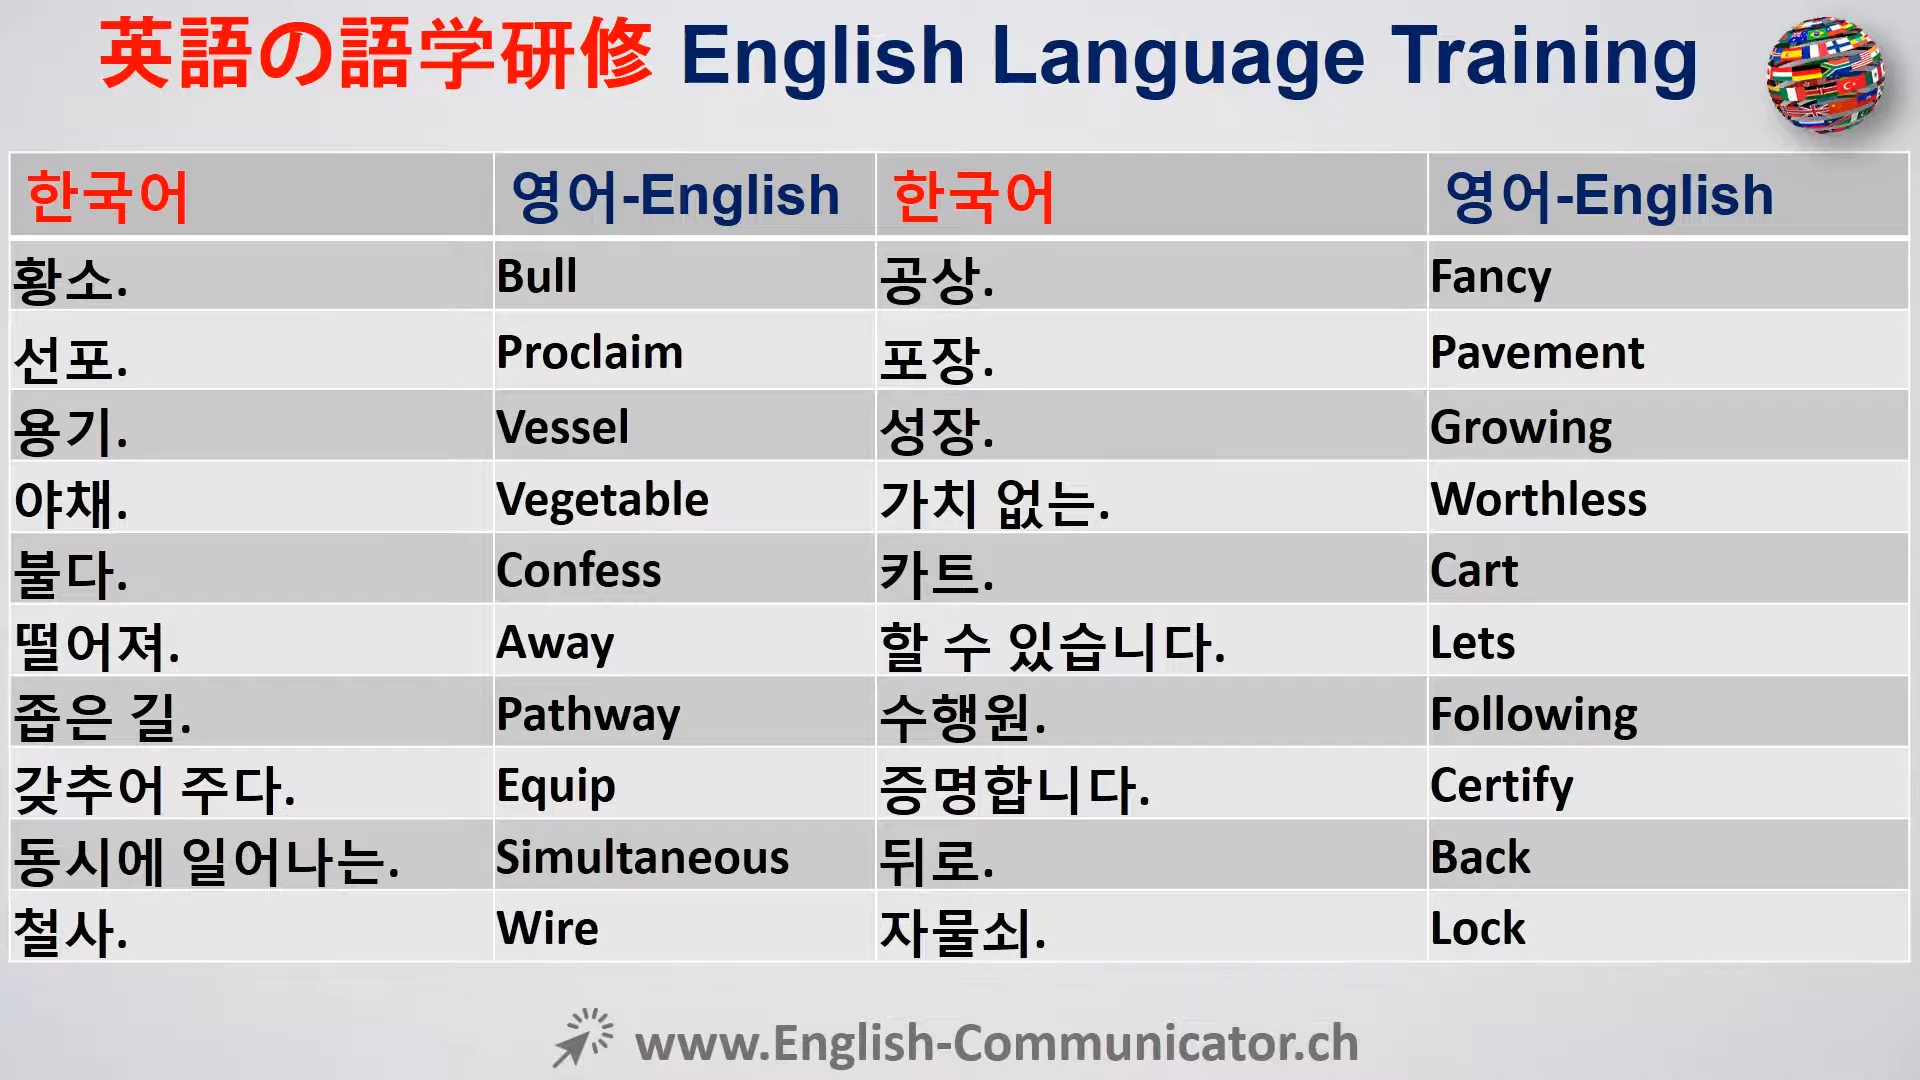 英語の語学研修 English Language Training
한국어 영어-English 한국어 영어-English
황소. Bull 공상. Fancy
선포. Proclaim 포장. Pavement
용기. Vessel 성장. Growing
야채. Vegetable 가치 없는. Worthless
불다. Confess 카트. Cart
떨어져. Away 할 수 있습니다. Lets
좁은 길. Pathway 수행원. Following
갖추어 주다. Equip 증명합니다. Certify
동시에 일어나는. Simultaneous 뒤로. Back
철사. Wire 자물쇠. Lock
www.English-Communicator.ch